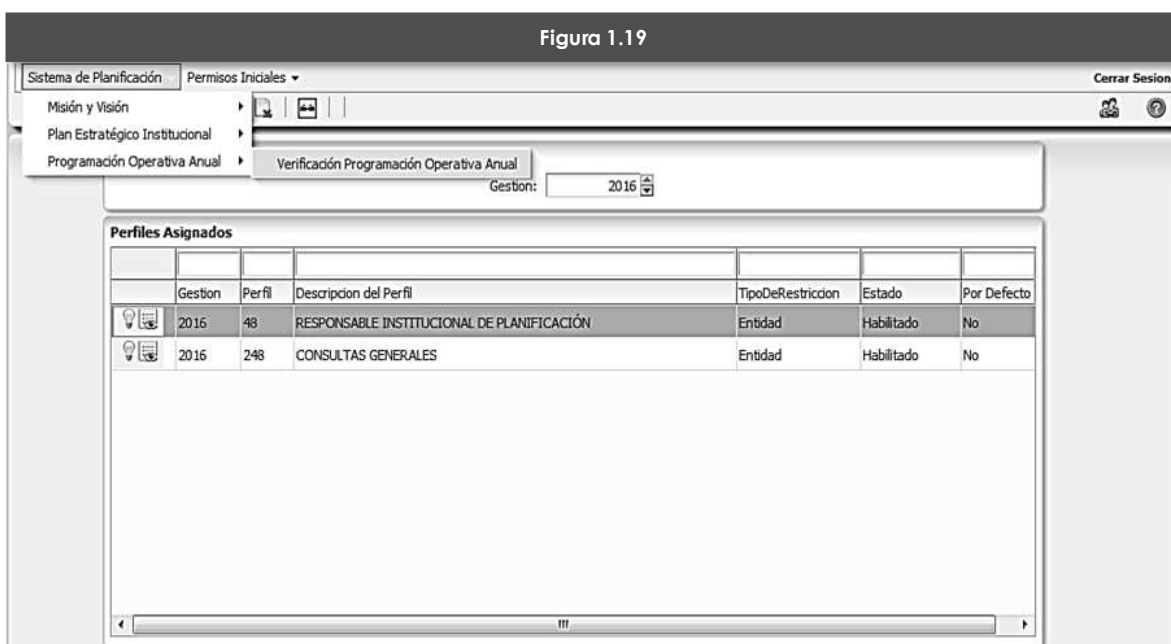 Figura 1.19
Sistema de Planificación Permisos Iniciales Cerrar Sesion
Misión y Visión
Plan Estratégico Institucional
Programación Operativa Anual Verificación Programación Operativa Anual
Gestion: 2016
Perfiles Asignados
Gestion Perfil Descripcion del Perfil TipoDeRestriccion Estado Por Defecto
2016 48 RESPONSABLE INSTITUCIONAL DE PLANIFICACIÓN Entidad Habilitado No
2016 248 CONSULTAS GENERALES Entidad Habilitado No